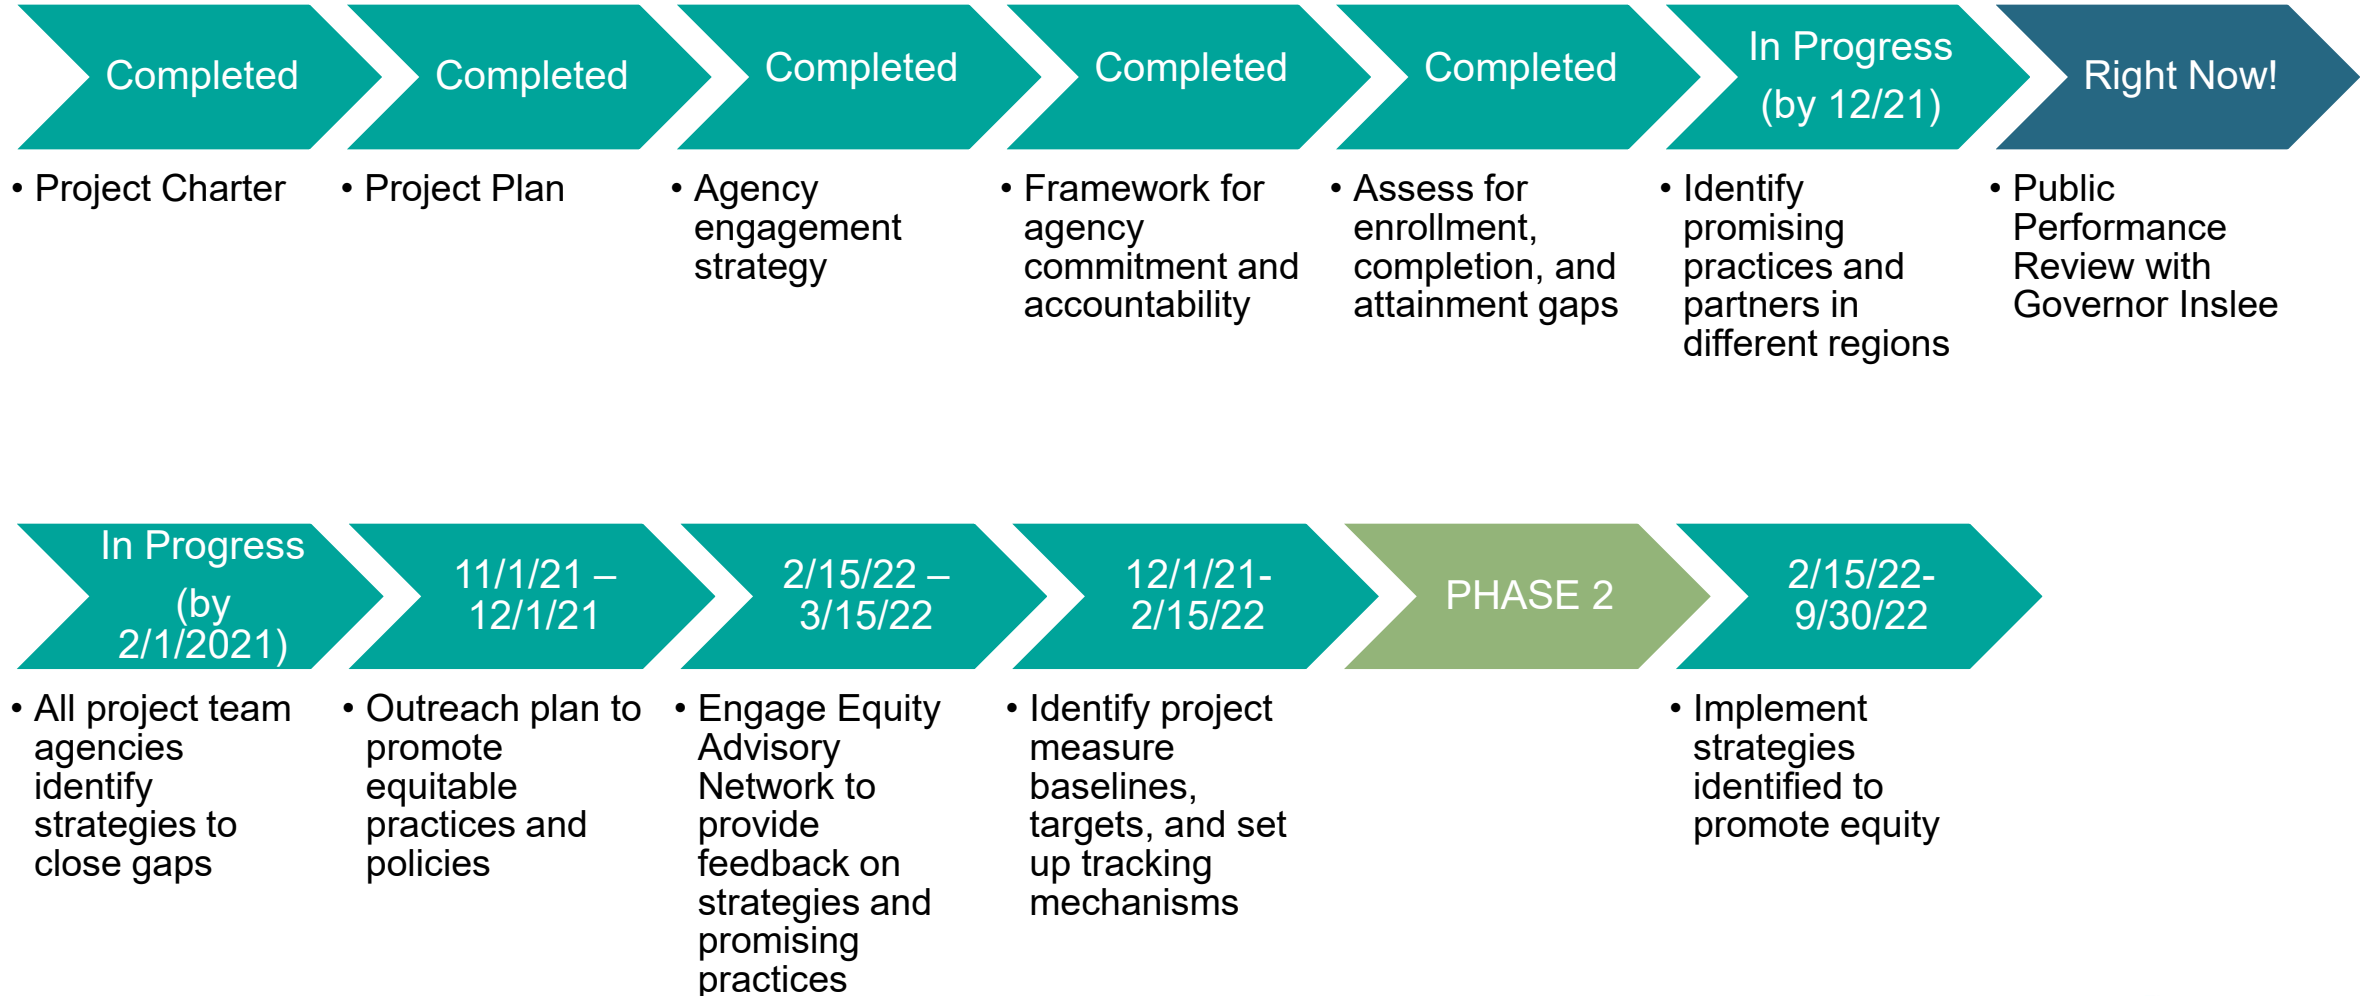 Completed
• Project Charter
Completed
• Project Plan
Completed
• Agency
engagement
strategy
Completed
• Framework for
agency
commitment and
accountability
Completed
• Assess for
enrollment,
completion, and
attainment gaps
In Progress
(by 12/21)
• Identify
promising
practices and
partners in
different regions
Right Now!
• Public
Performance
Review with
Governor Inslee
In Progress
(by
2/1/2021)
• All project team
agencies
identify
strategies to
close gaps
11/1/21 –
12/1/21
• Outreach plan to
promote
equitable
practices and
policies
2/15/22 –
3/15/22
• Engage Equity
Advisory
Network to
provide
feedback on
strategies and
promising
practices
12/1/21-
2/15/22
• Identify project
measure
baselines,
targets, and set
up tracking
mechanisms
PHASE 2
2/15/22-
9/30/22
• Implement
strategies
identified to
promote equity